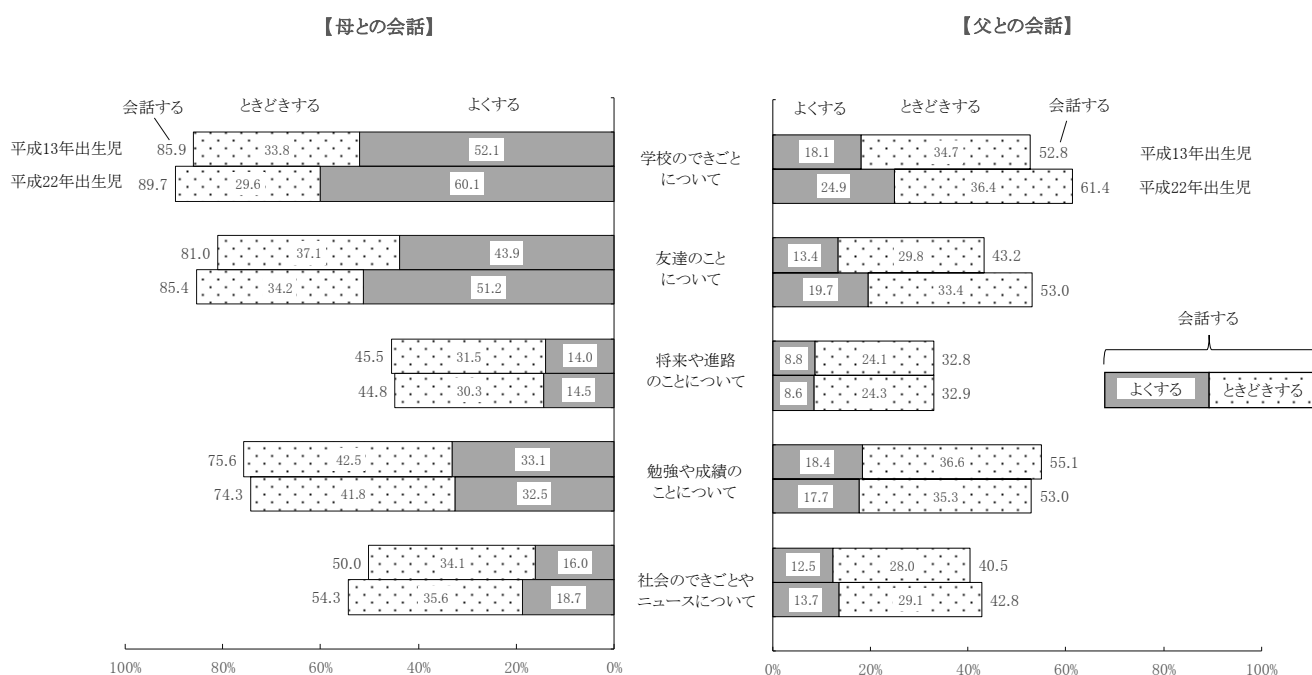 【母との会話】
【父との会話】
会話する ときどきする よくする
よくする ときどきする 会話する
平成13年出生児 85.9 33.8 52.1
平成22年出生児 89.7 29.6 60.1
学校のできごと
について
18.1 34.7 52.8 平成13年出生児
24.9 36.4 61.4 平成22年出生児
81.0 37.1 43.9
85.4 34.2 51.2
友達のこと
について
13.4 29.8 43.2
19.7 33.4 53.0
45.5 31.5 14.0
44.8 30.3 14.5
将来や進路
のことについて
8.8 24.1 32.8
8.6 24.3 32.9
会話する
よくする ときどきする
75.6 42.5 33.1
74.3 41.8 32.5
勉強や成績の
ことについて
18.4 36.6 55.1
17.7 35.3 53.0
50.0 34.1 16.0
54.3 35.6 18.7
社会のできごとや
ニュースについて
12.5 28.0 40.5
13.7 29.1 42.8
100% 80% 60% 40% 20% 0%
0% 20% 40% 60% 80% 100%